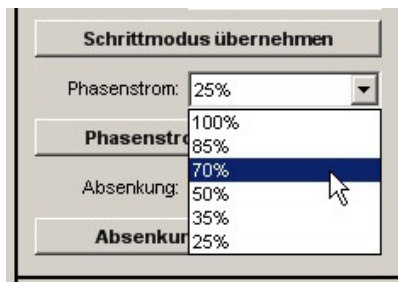 Schrittmodus übernehmen
Phasenstrom: 25%
100%
85%
70%
50%
35%
25%
Absenkung: